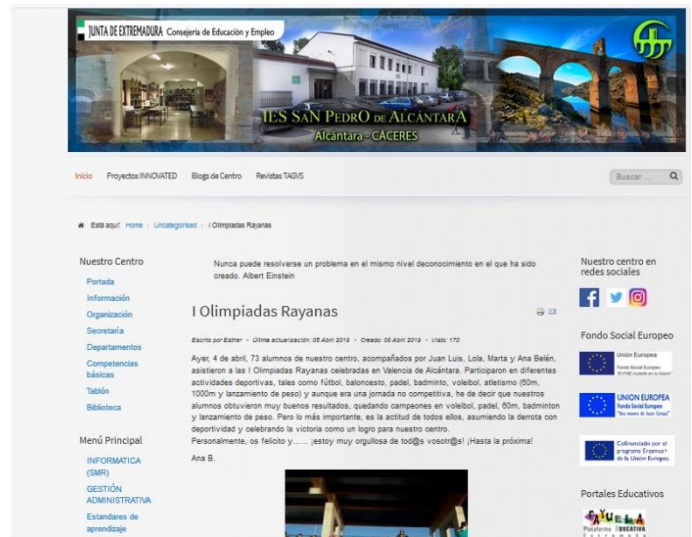 JUNTA DE EXTREMADURA Consejería de Educación y Empleo
IES SAN PEDRO DE ALCÁNTARA
Alcántara - CÁCERES
Inicio Proyectos INNOVATED Blogs de Centro Revistas TAGVS
Buscar ...
Está aquí: Home Uncategorised I Olimpiadas Rayanas
Nuestro Centro
Portada
Información
Organización
Secretaría
Departamentos
Competencias
básicas
Tablón
Biblioteca
Menú Principal
INFORMATICA
(SMR)
GESTIÓN
ADMINISTRATIVA
Estandares de
aprendizaje
Nunca puede resolverse un problema en el mismo nivel deconocimiento en el que ha sido
creado. Albert Einstein
I Olimpiadas Rayanas
Escrito por Esther - Última actualización: 05 Abril 2019 - Creado: 05 Abril 2019 - Visto: 170
Ayer, 4 de abril, 73 alumnos de nuestro centro, acompañados por Juan Luis, Lola, Marta y Ana Belén,
asistieron a las I Olimpiadas Rayanas celebradas en Valencia de Alcántara. Participaron en diferentes
actividades deportivas, tales como fútbol, baloncesto, padel, badminto, voleibol, atletismo (60m,
1000m y lanzamiento de peso) y aunque era una jornada no competitiva, he de decir que nuestros
alumnos obtuvieron muy buenos resultados, quedando campeones en voleibol, padel, 60m, badminton
y lanzamiento de peso. Pero lo más importante, es la actitud de todos ellos, asumiendo la derrota con
deportividad y celebrando la victoria como un logro para nuestro centro.
Personalmente, os felicito y...... ¡estoy muy orgullosa de tod@s vosotr@s! ¡Hasta la próxima!
Ana B.
Nuestro centro en
redes sociales
Fondo Social Europeo
Unión Europea
Fondo Social Europeo
UNION EUROPEA
Fondo Social Europeo
Cofinanciado por el
programa Erasmus+
de la Unión Europea
Portales Educativos
RAYUELA
Plataforma EDUCATIVA
Extremeña